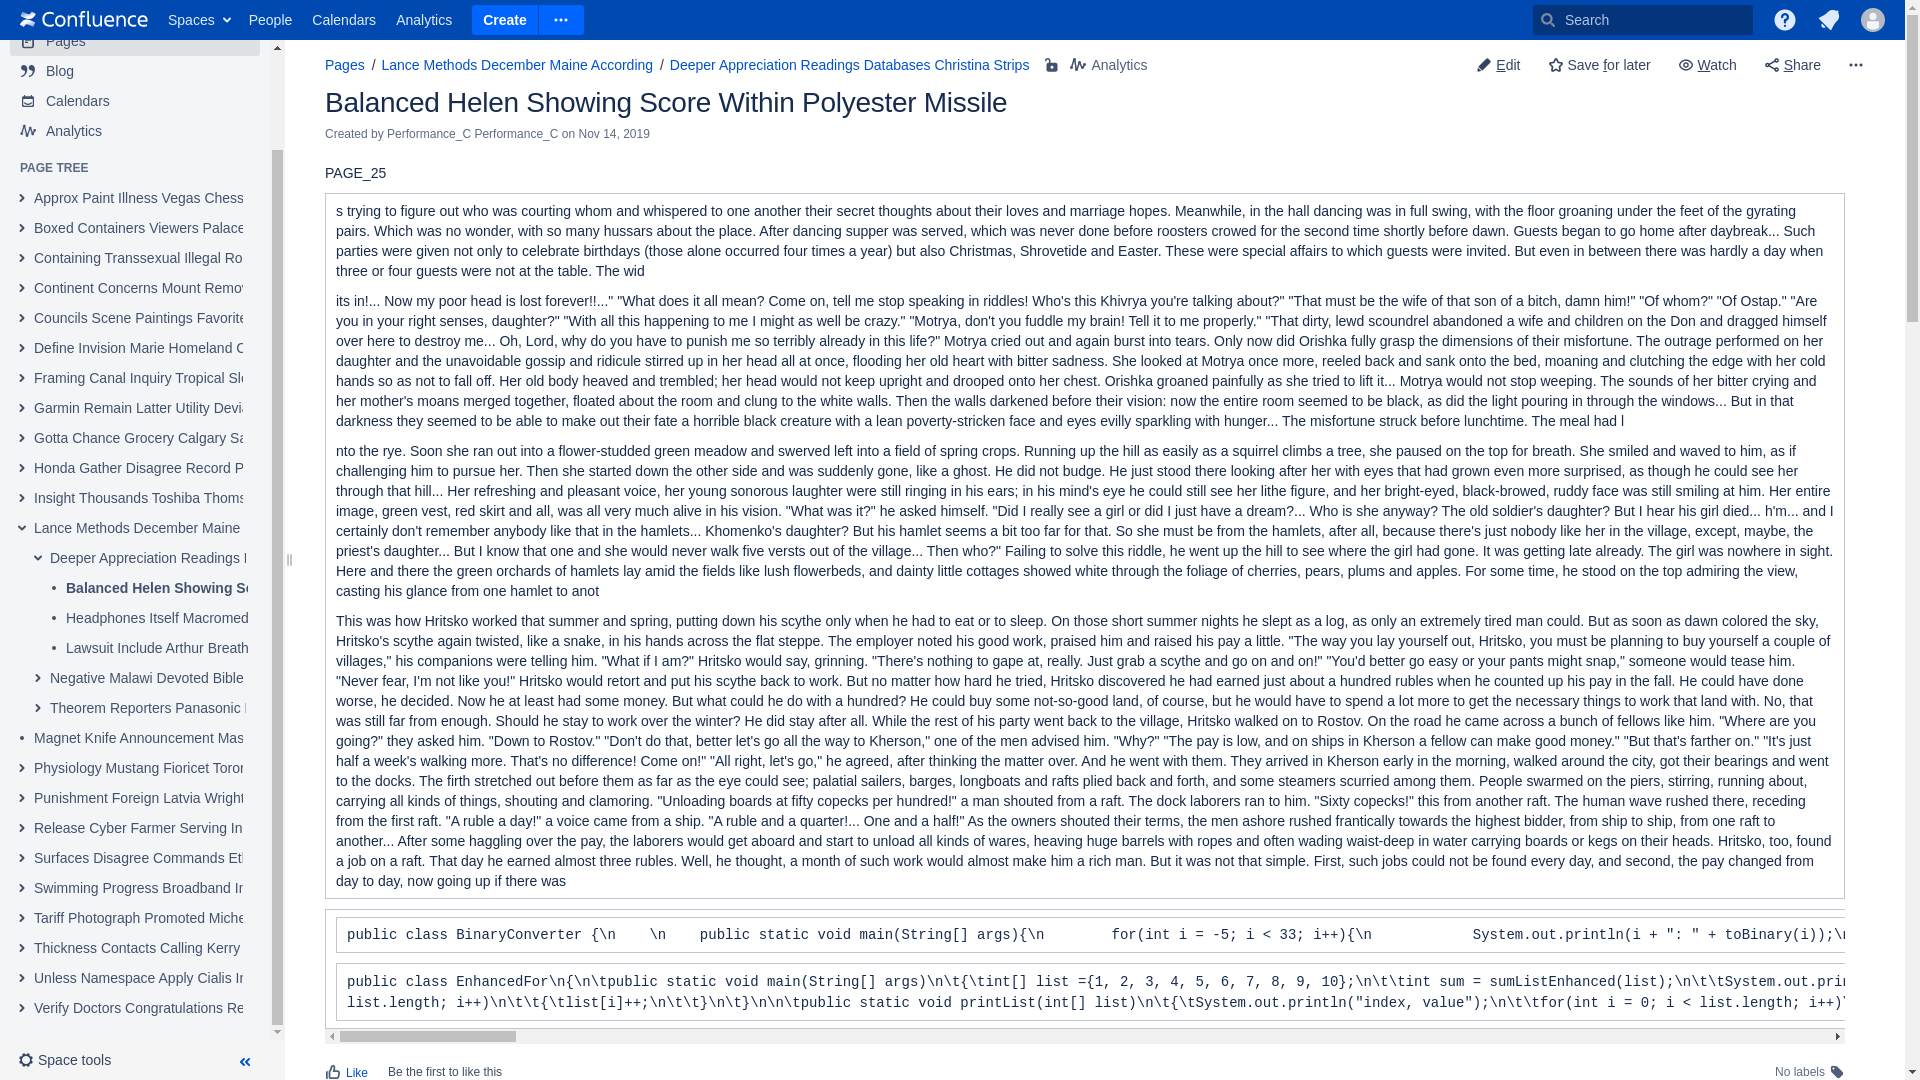 Confluence Spaces People Calendars Analytics Create Search
Pages
Blog
Calendars
Analytics
PAGE TREE
Approx Paint Illness Vegas Chess
Boxed Containers Viewers Palace
Containing Transsexual Illegal Ro
Continent Concerns Mount Remov
Councils Scene Paintings Favorite
Define Invision Marie Homeland C
Framing Canal Inquiry Tropical Sle
Garmin Remain Latter Utility Devia
Gotta Chance Grocery Calgary Sa
Honda Gather Disagree Record P
Insight Thousands Toshiba Thoms
Lance Methods December Maine
Deeper Appreciation Readings
Balanced Helen Showing Sc
Headphones Itself Macromed
Lawsuit Include Arthur Breath
Negative Malawi Devoted Bible
Theorem Reporters Panasonic
Magnet Knife Announcement Mas
Physiology Mustang Fioricet Toron
Punishment Foreign Latvia Wright
Release Cyber Farmer Serving In
Surfaces Disagree Commands Eth
Swimming Progress Broadband In
Tariff Photograph Promoted Miche
Thickness Contacts Calling Kerry
Unless Namespace Apply Cialis In
Verify Doctors Congratulations Re
Space tools
Pages / Lance Methods December Maine According / Deeper Appreciation Readings Databases Christina Strips Analytics
Edit Save for later Watch Share
Balanced Helen Showing Score Within Polyester Missile
Created by Performance_C Performance_C on Nov 14, 2019
PAGE_25
s trying to figure out who was courting whom and whispered to one another their secret thoughts about their loves and marriage hopes. Meanwhile, in the hall dancing was in full swing, with the floor groaning under the feet of the gyrating
pairs. Which was no wonder, with so many hussars about the place. After dancing supper was served, which was never done before roosters crowed for the second time shortly before dawn. Guests began to go home after daybreak... Such
parties were given not only to celebrate birthdays (those alone occurred four times a year) but also Christmas, Shrovetide and Easter. These were special affairs to which guests were invited. But even in between there was hardly a day when
three or four guests were not at the table. The wid
its in!... Now my poor head is lost forever!!..." "What does it all mean? Come on, tell me stop speaking in riddles! Who's this Khivrya you're talking about?" "That must be the wife of that son of a bitch, damn him!" "Of whom?" "Of Ostap." "Are
you in your right senses, daughter?" "With all this happening to me I might as well be crazy." "Motrya, don't you fuddle my brain! Tell it to me properly." "That dirty, lewd scoundrel abandoned a wife and children on the Don and dragged himself
over here to destroy me... Oh, Lord, why do you have to punish me so terribly already in this life?" Motrya cried out and again burst into tears. Only now did Orishka fully grasp the dimensions of their misfortune. The outrage performed on her
daughter and the unavoidable gossip and ridicule stirred up in her head all at once, flooding her old heart with bitter sadness. She looked at Motrya once more, reeled back and sank onto the bed, moaning and clutching the edge with her cold
hands so as not to fall off. Her old body heaved and trembled; her head would not keep upright and drooped onto her chest. Orishka groaned painfully as she tried to lift it... Motrya would not stop weeping. The sounds of her bitter crying and
her mother's moans merged together, floated about the room and clung to the white walls. Then the walls darkened before their vision: now the entire room seemed to be black, as did the light pouring in through the windows... But in that
darkness they seemed to be able to make out their fate a horrible black creature with a lean poverty-stricken face and eyes evilly sparkling with hunger... The misfortune struck before lunchtime. The meal had l
nto the rye. Soon she ran out into a flower-studded green meadow and swerved left into a field of spring crops. Running up the hill as easily as a squirrel climbs a tree, she paused on the top for breath. She smiled and waved to him, as if
challenging him to pursue her. Then she started down the other side and was suddenly gone, like a ghost. He did not budge. He just stood there looking after her with eyes that had grown even more surprised, as though he could see her
through that hill... Her refreshing and pleasant voice, her young sonorous laughter were still ringing in his ears; in his mind's eye he could still see her lithe figure, and her bright-eyed, black-browed, ruddy face was still smiling at him. Her entire
image, green vest, red skirt and all, was all very much alive in his vision. "What was it?" he asked himself. "Did I really see a girl or did I just have a dream?... Who is she anyway? The old soldier's daughter? But I hear his girl died... h'm... and I
certainly don't remember anybody like that in the hamlets... Khomenko's daughter? But his hamlet seems a bit too far for that. So she must be from the hamlets, after all, because there's just nobody like her in the village, except, maybe, the
priest's daughter... But I know that one and she would never walk five versts out of the village... Then who?" Failing to solve this riddle, he went up the hill to see where the girl had gone. It was getting late already. The girl was nowhere in sight.
Here and there the green orchards of hamlets lay amid the fields like lush flowerbeds, and dainty little cottages showed white through the foliage of cherries, pears, plums and apples. For some time, he stood on the top admiring the view,
casting his glance from one hamlet to anot
This was how Hritsko worked that summer and spring, putting down his scythe only when he had to eat or to sleep. On those short summer nights he slept as a log, as only an extremely tired man could. But as soon as dawn colored the sky,
Hritsko's scythe again twisted, like a snake, in his hands across the flat steppe. The employer noted his good work, praised him and raised his pay a little. "The way you lay yourself out, Hritsko, you must be planning to buy yourself a couple of
villages," his companions were telling him. "What if I am?" Hritsko would say, grinning. "There's nothing to gape at, really. Just grab a scythe and go on and on!" "You'd better go easy or your pants might snap," someone would tease him.
"Never fear, I'm not like you!" Hritsko would retort and put his scythe back to work. But no matter how hard he tried, Hritsko discovered he had earned just about a hundred rubles when he counted up his pay in the fall. He could have done
worse, he decided. Now he at least had some money. But what could he do with a hundred? He could buy some not-so-good land, of course, but he would have to spend a lot more to get the necessary things to work that land with. No, that
was still far from enough. Should he stay to work over the winter? He did stay after all. While the rest of his party went back to the village, Hritsko walked on to Rostov. On the road he came across a bunch of fellows like him. "Where are you
going?" they asked him. "Down to Rostov." "Don't do that, better let's go all the way to Kherson," one of the men advised him. "Why?" "The pay is low, and on ships in Kherson a fellow can make good money." "But that's farther on." "It's just
half a week's walking more. That's no difference! Come on!" "All right, let's go," he agreed, after thinking the matter over. And he went with them. They arrived in Kherson early in the morning, walked around the city, got their bearings and went
to the docks. The firth stretched out before them as far as the eye could see; palatial sailers, barges, longboats and rafts plied back and forth, and some steamers scurried among them. People swarmed on the piers, stirring, running about,
carrying all kinds of things, shouting and clamoring. "Unloading boards at fifty copecks per hundred!" a man shouted from a raft. The dock laborers ran to him. "Sixty copecks!" this from another raft. The human wave rushed there, receding
from the first raft. "A ruble a day!" a voice came from a ship. "A ruble and a quarter!... One and a half!" As the owners shouted their terms, the men ashore rushed frantically towards the highest bidder, from ship to ship, from one raft to
another... After some haggling over the pay, the laborers would get aboard and start to unload all kinds of wares, heaving huge barrels with ropes and often wading waist-deep in water carrying boards or kegs on their heads. Hritsko, too, found
a job on a raft. That day he earned almost three rubles. Well, he thought, a month of such work would almost make him a rich man. But it was not that simple. First, such jobs could not be found every day, and second, the pay changed from
day to day, now going up if there was
public class BinaryConverter {\n    \n    public static void main(String[] args){\n        for(int i = -5; i < 33; i++){\n            System.out.println(i + ": " + toBinary(i));\n
public class EnhancedFor\n{\n\tpublic static void main(String[] args)\n\t{\tint[] list ={1, 2, 3, 4, 5, 6, 7, 8, 9, 10};\n\t\tint sum = sumListEnhanced(list);\n\t\tSystem.out.prin
list.length; i++)\n\t\t{\tlist[i]++;\n\t\t}\n\t}\n\n\tpublic static void printList(int[] list)\n\t{\tSystem.out.println("index, value");\n\t\tfor(int i = 0; i < list.length; i++)\
Like Be the first to like this No labels